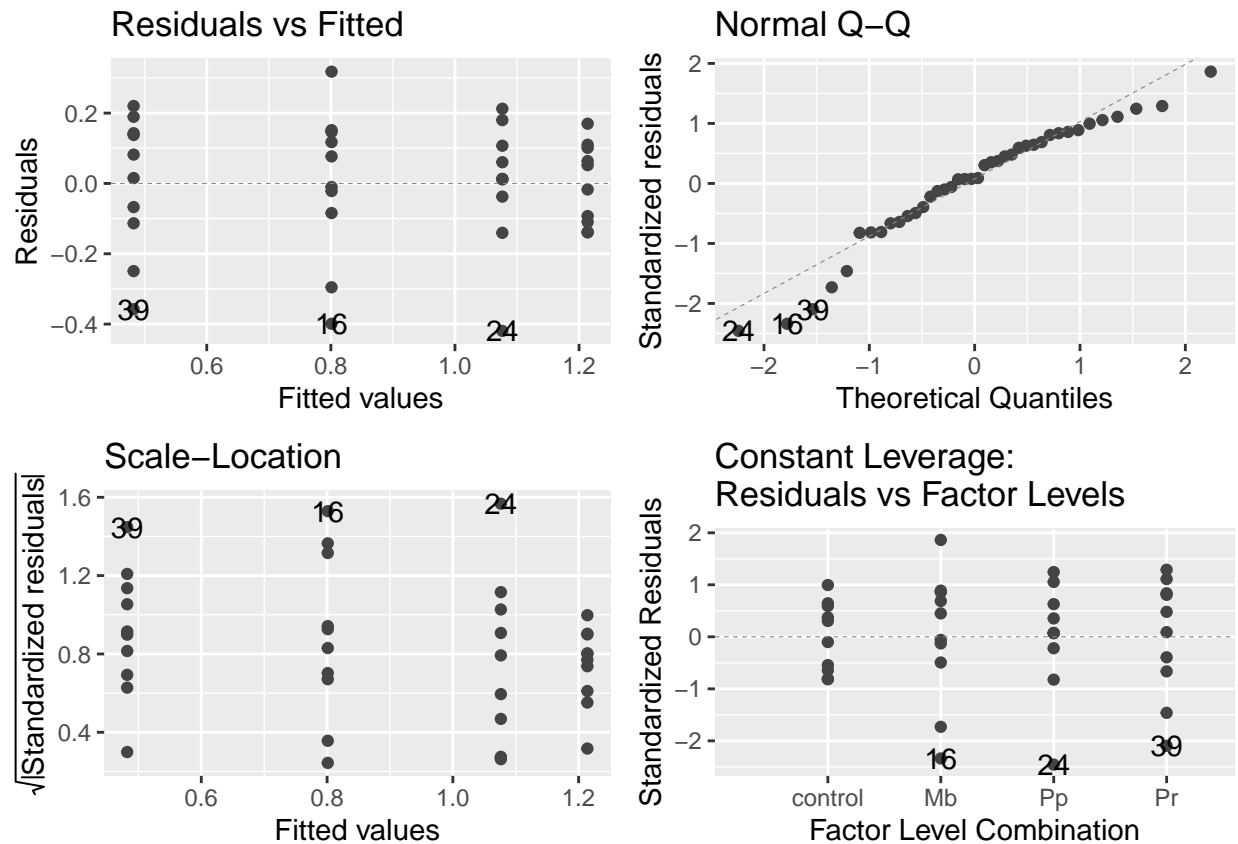 Residuals vs Fitted
0.2
0.0
−0.2
−0.4
Residuals
39
16
24
0.6
0.8
1.0
1.2
Fitted values
Normal Q−Q
2
1
0
−1
−2
Standardized residuals
24
16
39
−2
−1
0
1
2
Theoretical Quantiles
Scale−Location
1.6
1.2
0.8
0.4
√|Standardized residuals|
39
16
24
0.6
0.8
1.0
1.2
Fitted values
Constant Leverage:
Residuals vs Factor Levels
2
1
0
−1
−2
Standardized Residuals
16
24
39
control
Mb
Pp
Pr
Factor Level Combination